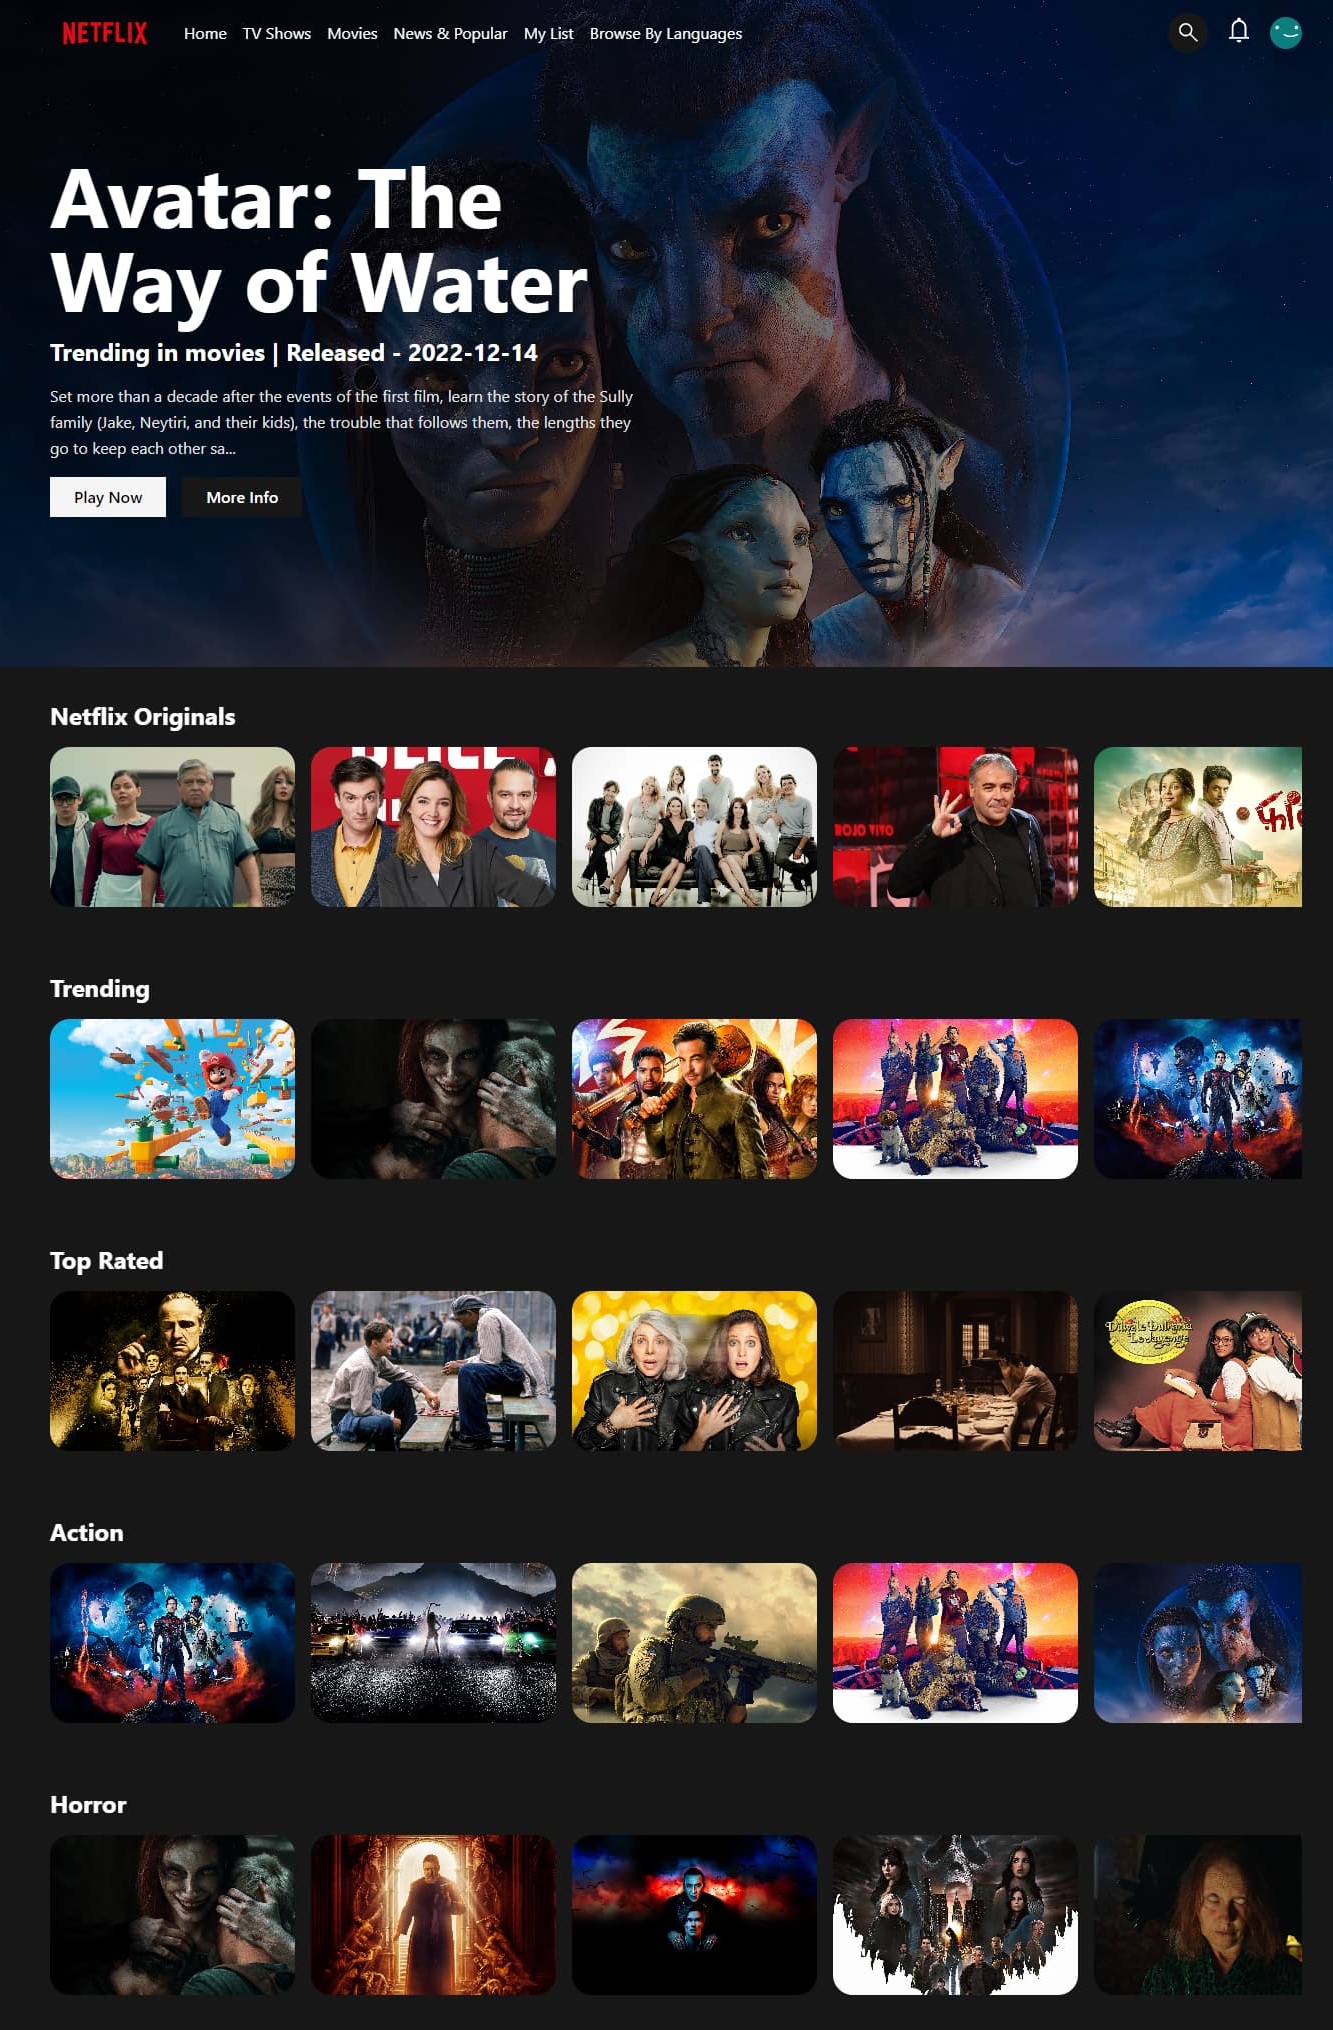 NETFLIX
Home TV Shows Movies News & Popular My List Browse By Languages
Avatar: The
Way of Water
Trending in movies | Released - 2022-12-14
Set more than a decade after the events of the first film, learn the story of the Sully
family (Jake, Neytiri, and their kids), the trouble that follows them, the lengths they
go to keep each other sa...
Play Now More Info
Netflix Originals
ROJO VIVO
Trending
Top Rated
Dilwale Dulhania
Le Jayenge
Action
Horror